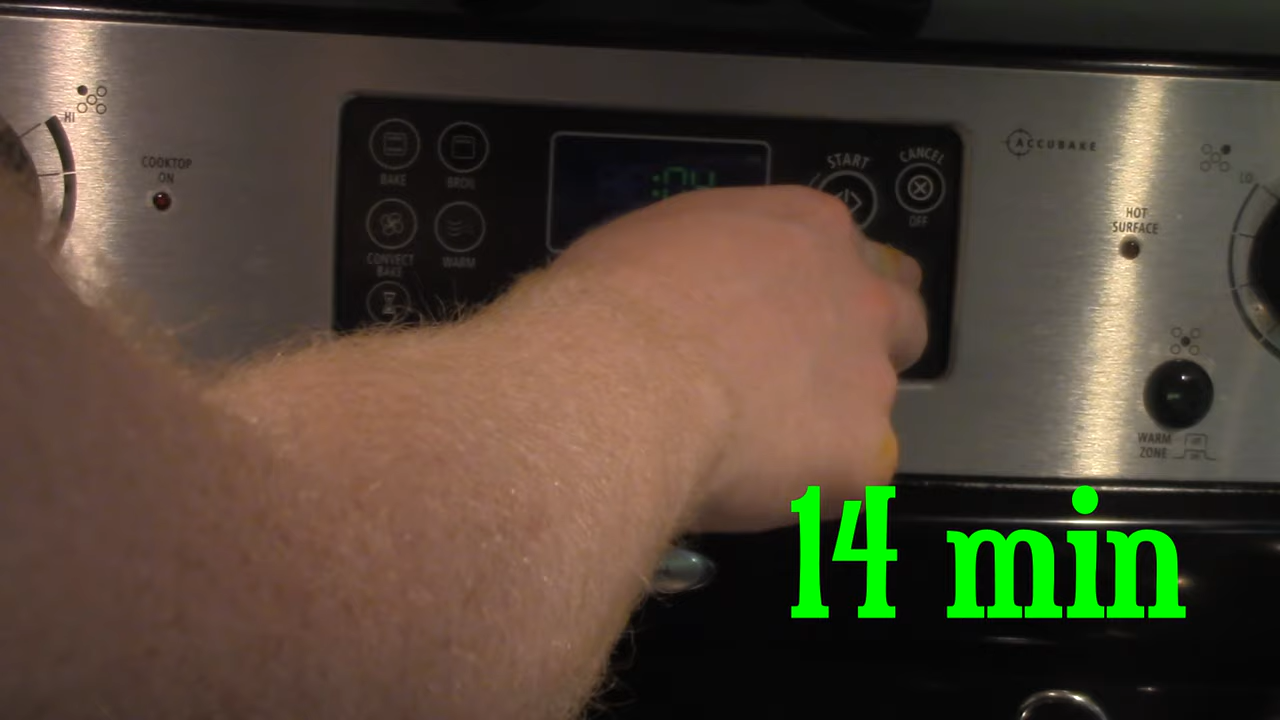 HI
COOKTOP
ON
BAKE
BROIL
CONVECT
BAKE
WARM
:04
START
CANCEL
OFF
ACCUBAKE
LO
HOT
SURFACE
WARM
ZONE
14 min